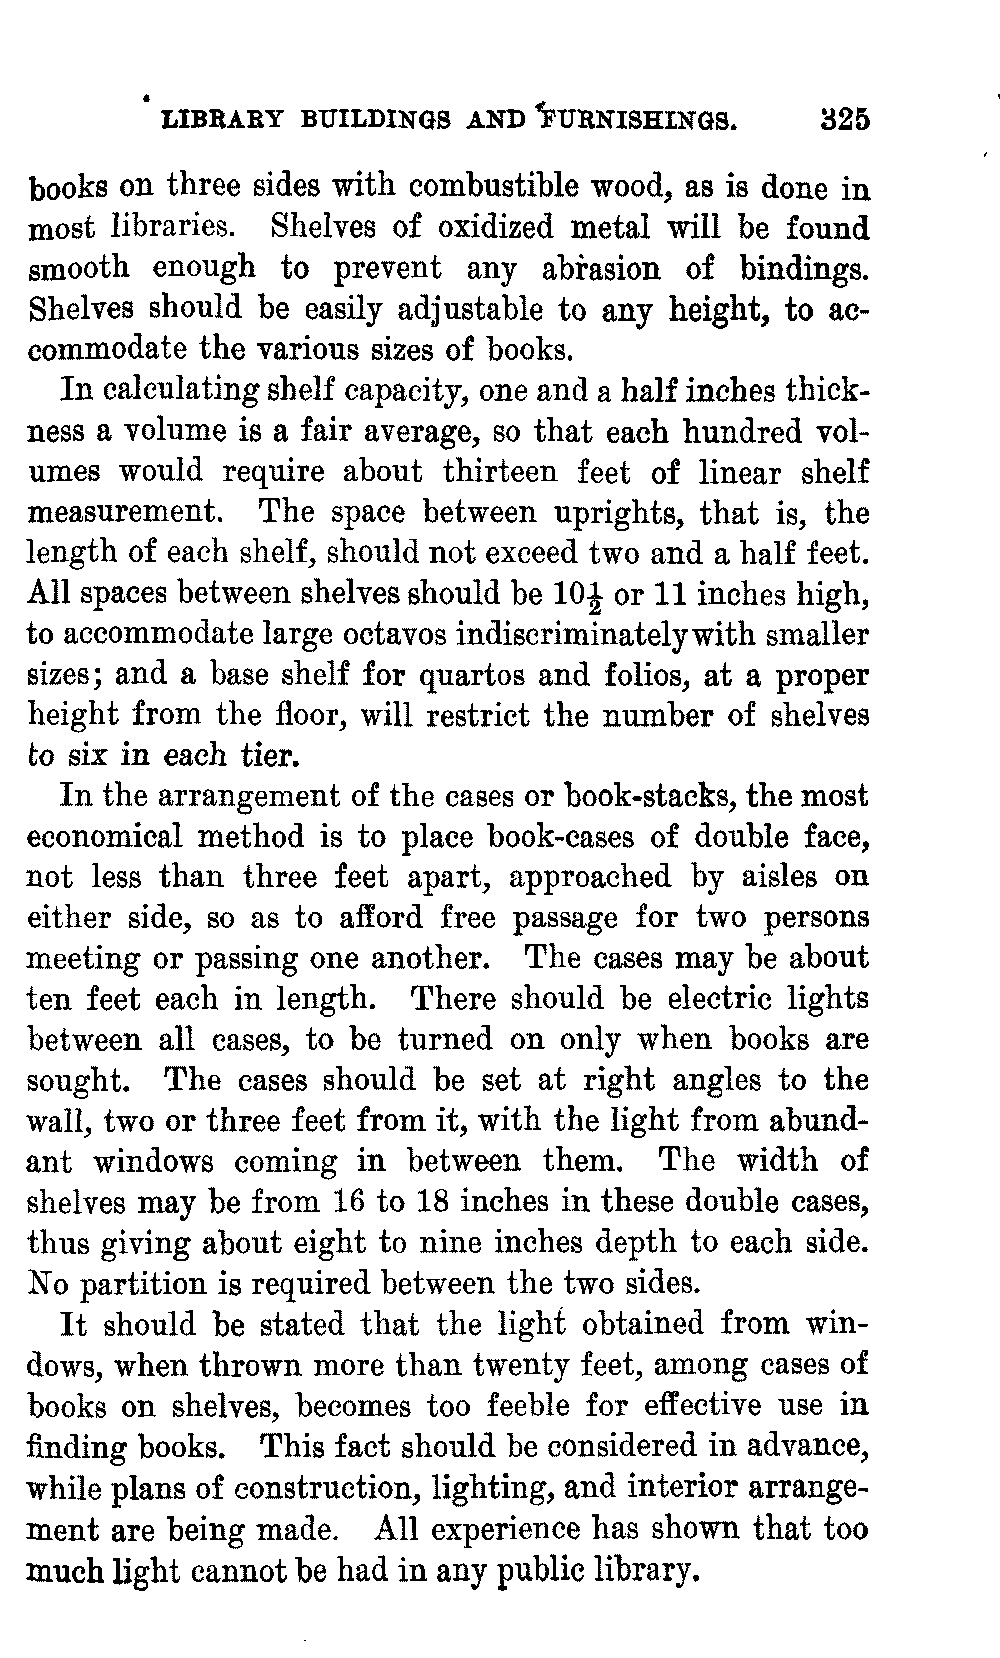 LIBRARY BUILDINGS AND FURNISHINGS. 325
books on three sides with combustible wood, as is done in
most libraries. Shelves of oxidized metal will be found
smooth enough to prevent any abrasion of bindings.
Shelves should be easily adjustable to any height, to ac-
commodate the various sizes of books.
In calculating shelf capacity, one and a half inches thick-
ness a volume is a fair average, so that each hundred vol-
umes would require about thirteen feet of linear shelf
measurement. The space between uprights, that is, the
length of each shelf, should not exceed two and a half feet.
All spaces between shelves should be 10½ or 11 inches high,
to accommodate large octavos indiscriminately with smaller
sizes; and a base shelf for quartos and folios, at a proper
height from the floor, will restrict the number of shelves
to six in each tier.
In the arrangement of the cases or book-stacks, the most
economical method is to place book-cases of double face,
not less than three feet apart, approached by aisles on
either side, so as to afford free passage for two persons
meeting or passing one another. The cases may be about
ten feet each in length. There should be electric lights
between all cases, to be turned on only when books are
sought. The cases should be set at right angles to the
wall, two or three feet from it, with the light from abund-
ant windows coming in between them. The width of
shelves may be from 16 to 18 inches in these double cases,
thus giving about eight to nine inches depth to each side.
No partition is required between the two sides.
It should be stated that the light obtained from win-
dows, when thrown more than twenty feet, among cases of
books on shelves, becomes too feeble for effective use in
finding books. This fact should be considered in advance,
while plans of construction, lighting, and interior arrange-
ment are being made. All experience has shown that too
much light cannot be had in any public library.